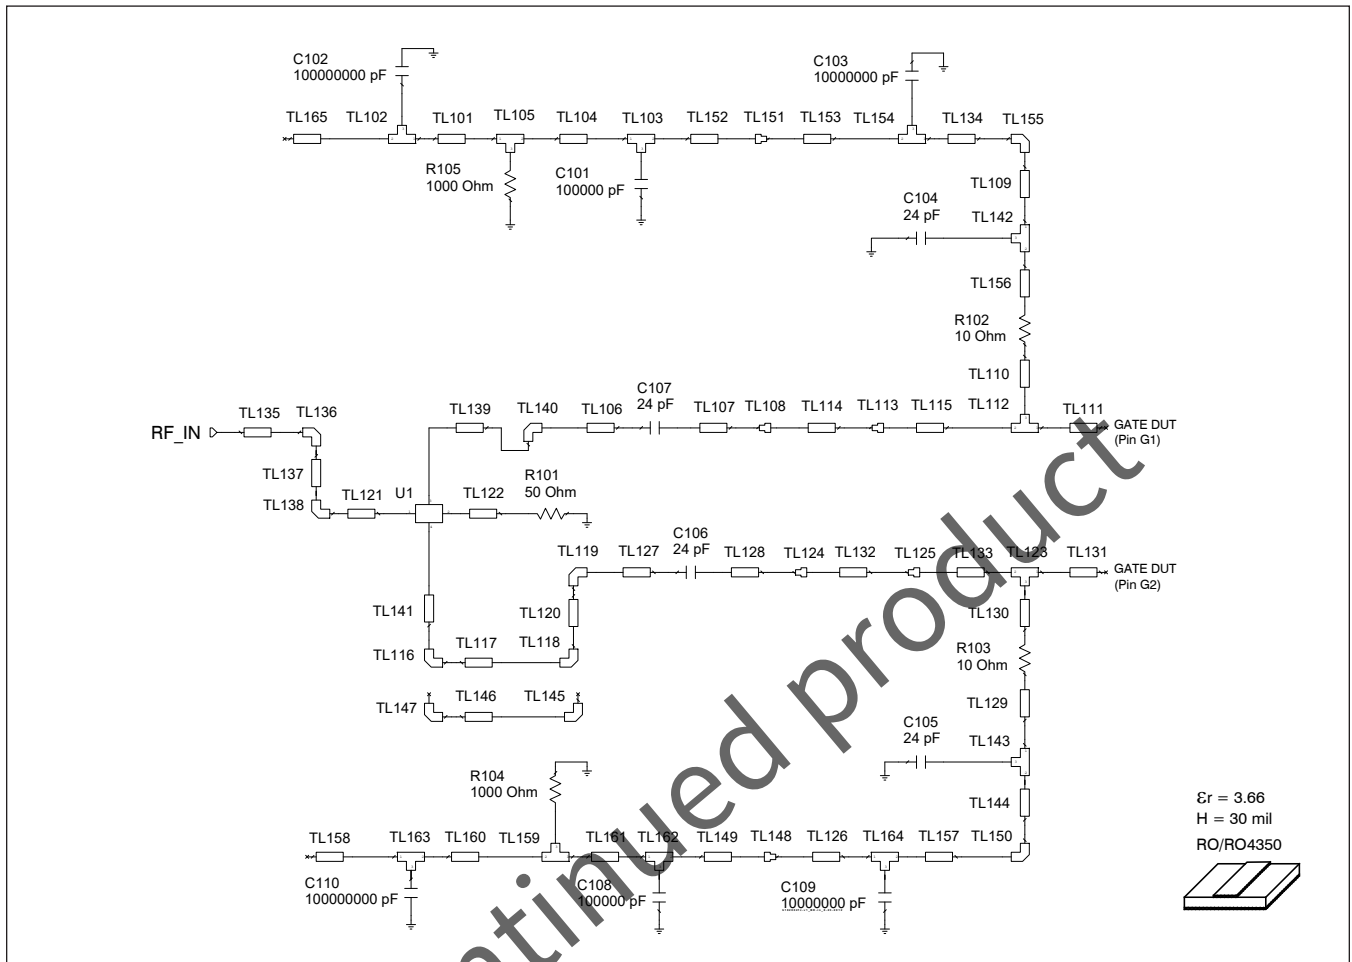 C102
100000000 pF
C103
10000000 pF
TL165 TL102 TL101 TL105 TL104 TL103 TL152 TL151 TL153 TL154 TL134 TL155
R105
1000 Ohm
C101
100000 pF
TL109
C104
24 pF
TL142
TL156
R102
10 Ohm
TL110
C107
24 pF
RF_IN TL135 TL136 TL139 TL140 TL106 TL107 TL108 TL114 TL113 TL115 TL112 TL111
GATE DUT
(Pin G1)
TL137
TL138 TL121 U1 TL122
R101
50 Ohm
C106
24 pF
TL119 TL127 TL128 TL124 TL132 TL125 TL133 TL123 TL131
GATE DUT
(Pin G2)
TL141 TL120 TL130
TL116 TL117 TL118
R103
10 Ohm
TL147 TL146 TL145 TL129
C105
24 pF
TL143
R104
1000 Ohm
TL144
TL158 TL163 TL160 TL159 TL161 TL162 TL149 TL148 TL126 TL164 TL157 TL150
C110
100000000 pF
C108
100000 pF
C109
10000000 pF
εr = 3.66
H = 30 mil
RO/RO4350
ntinued product